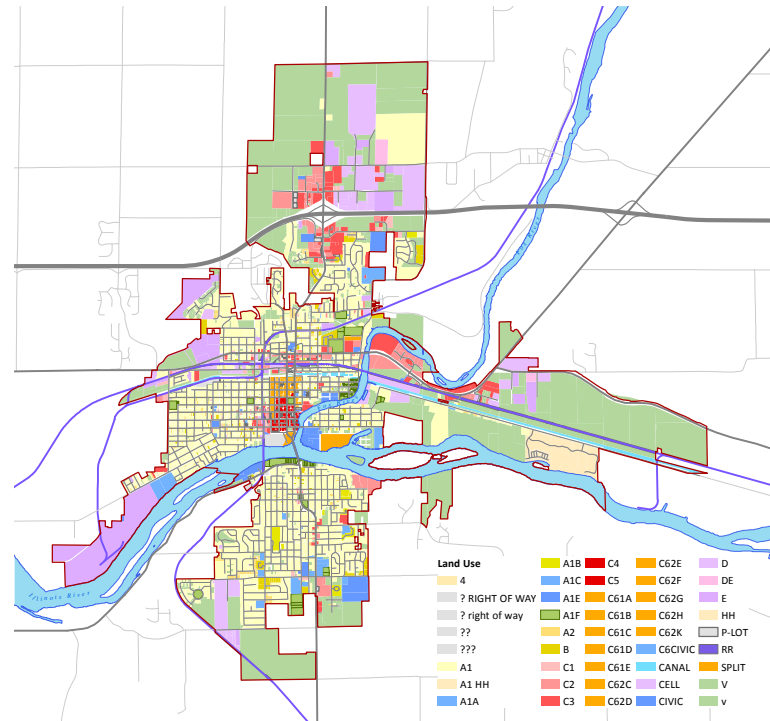 Illinois River
Land Use
4
? RIGHT OF WAY
? right of way
??
???
A1
A1 HH
A1A
A1B
A1C
A1E
A1F
A2
B
C1
C2
C3
C4
C5
C61A
C61B
C61C
C61D
C61E
C62C
C62D
C62E
C62F
C62G
C62H
C62K
C6CIVIC
CANAL
CELL
CIVIC
D
DE
E
HH
P-LOT
RR
SPLIT
V
v